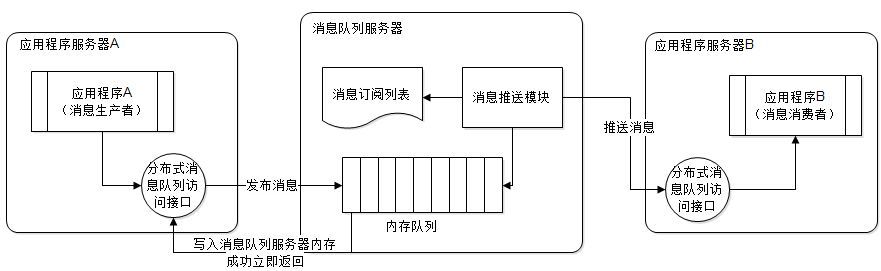 应用程序服务器A
应用程序A
（消息生产者）
分布式消
息队列访
问接口
发布消息
消息队列服务器
消息订阅列表
消息推送模块
内存队列
写入消息队列服务器内存
成功立即返回
推送消息
应用程序服务器B
应用程序B
（消息消费者）
分布式消
息队列访
问接口